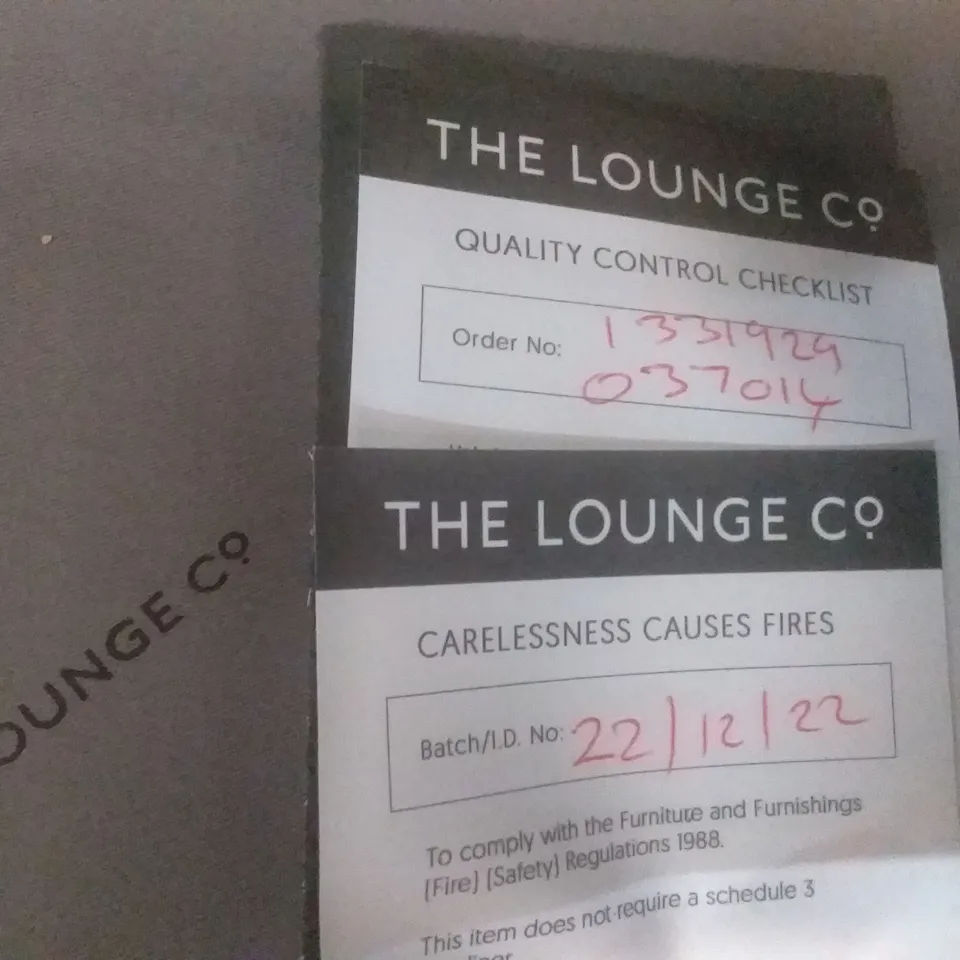 THE LOUNGE Cº
QUALITY CONTROL CHECKLIST
Order No: 1331929
037014
THE LOUNGE Cº
CARELESSNESS CAUSES FIRES
Batch/I.D. No: 22/12/22
To comply with the Furniture and Furnishings
(Fire) (Safety) Regulations 1988.
This item does not require a schedule 3
OUNGE Cº